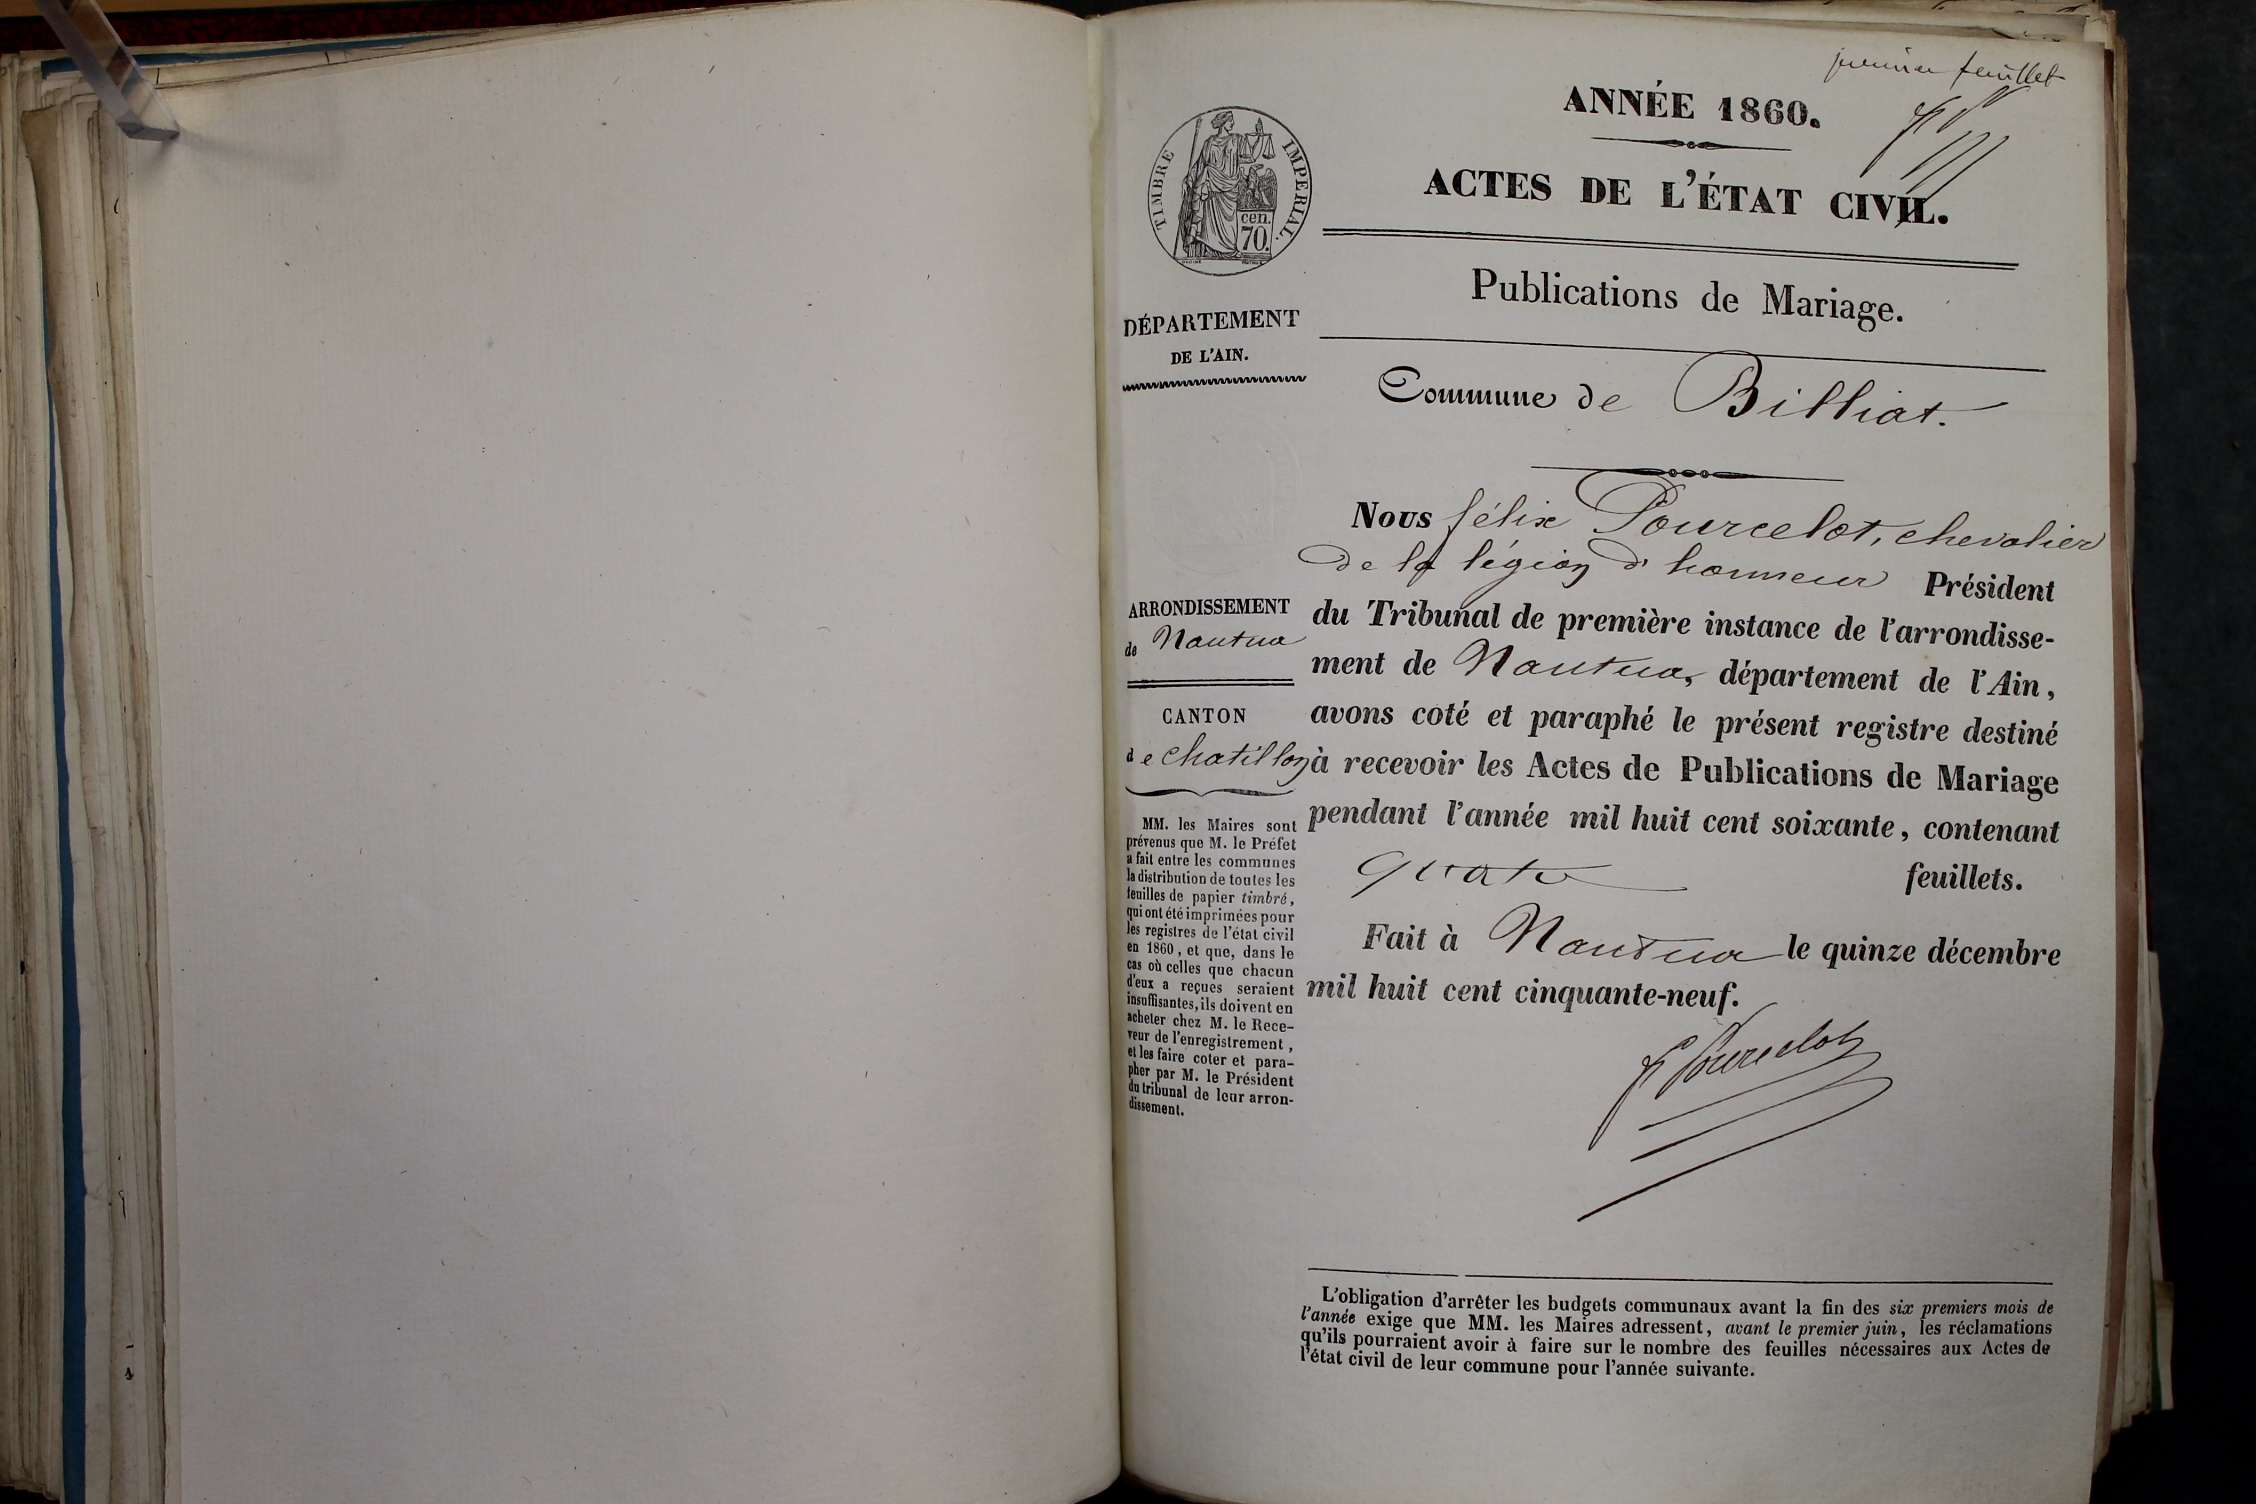 premier feuillet
ANNÉE 1860.
ACTES DE L'ÉTAT CIVIL.
TIMBRE IMPERIAL.
cen.
70.
Publications de Mariage.
DÉPARTEMENT
DE L'AIN.
Commune de Billiat.
Nous félix Pourcelot, chevalier
de la légion d'honneur Président
du Tribunal de première instance de l'arrondisse-
ment de Nantua, département de l'Ain,
avons coté et paraphé le présent registre destiné
à recevoir les Actes de Publications de Mariage
pendant l'année mil huit cent soixante, contenant
quatre feuillets.
Fait à Nantua le quinze décembre
mil huit cent cinquante-neuf.
F Pourcelot
ARRONDISSEMENT
de Nantua
CANTON
de chatillon
MM. les Maires sont
prévenus que M. le Préfet
a fait entre les communes
la distribution de toutes les
feuilles de papier timbré,
qui ont été imprimées pour
les registres de l'état civil
en 1860, et que, dans le
cas où celles que chacun
d'eux a reçues seraient
insuffisantes, ils doivent en
acheter chez M. le Rece-
veur de l'enregistrement,
et les faire coter et para-
pher par M. le Président
du tribunal de leur arron-
dissement.
L'obligation d'arrêter les budgets communaux avant la fin des six premiers mois de
l'année exige que MM. les Maires adressent, avant le premier juin, les réclamations
qu'ils pourraient avoir à faire sur le nombre des feuilles nécessaires aux Actes de
l'état civil de leur commune pour l'année suivante.